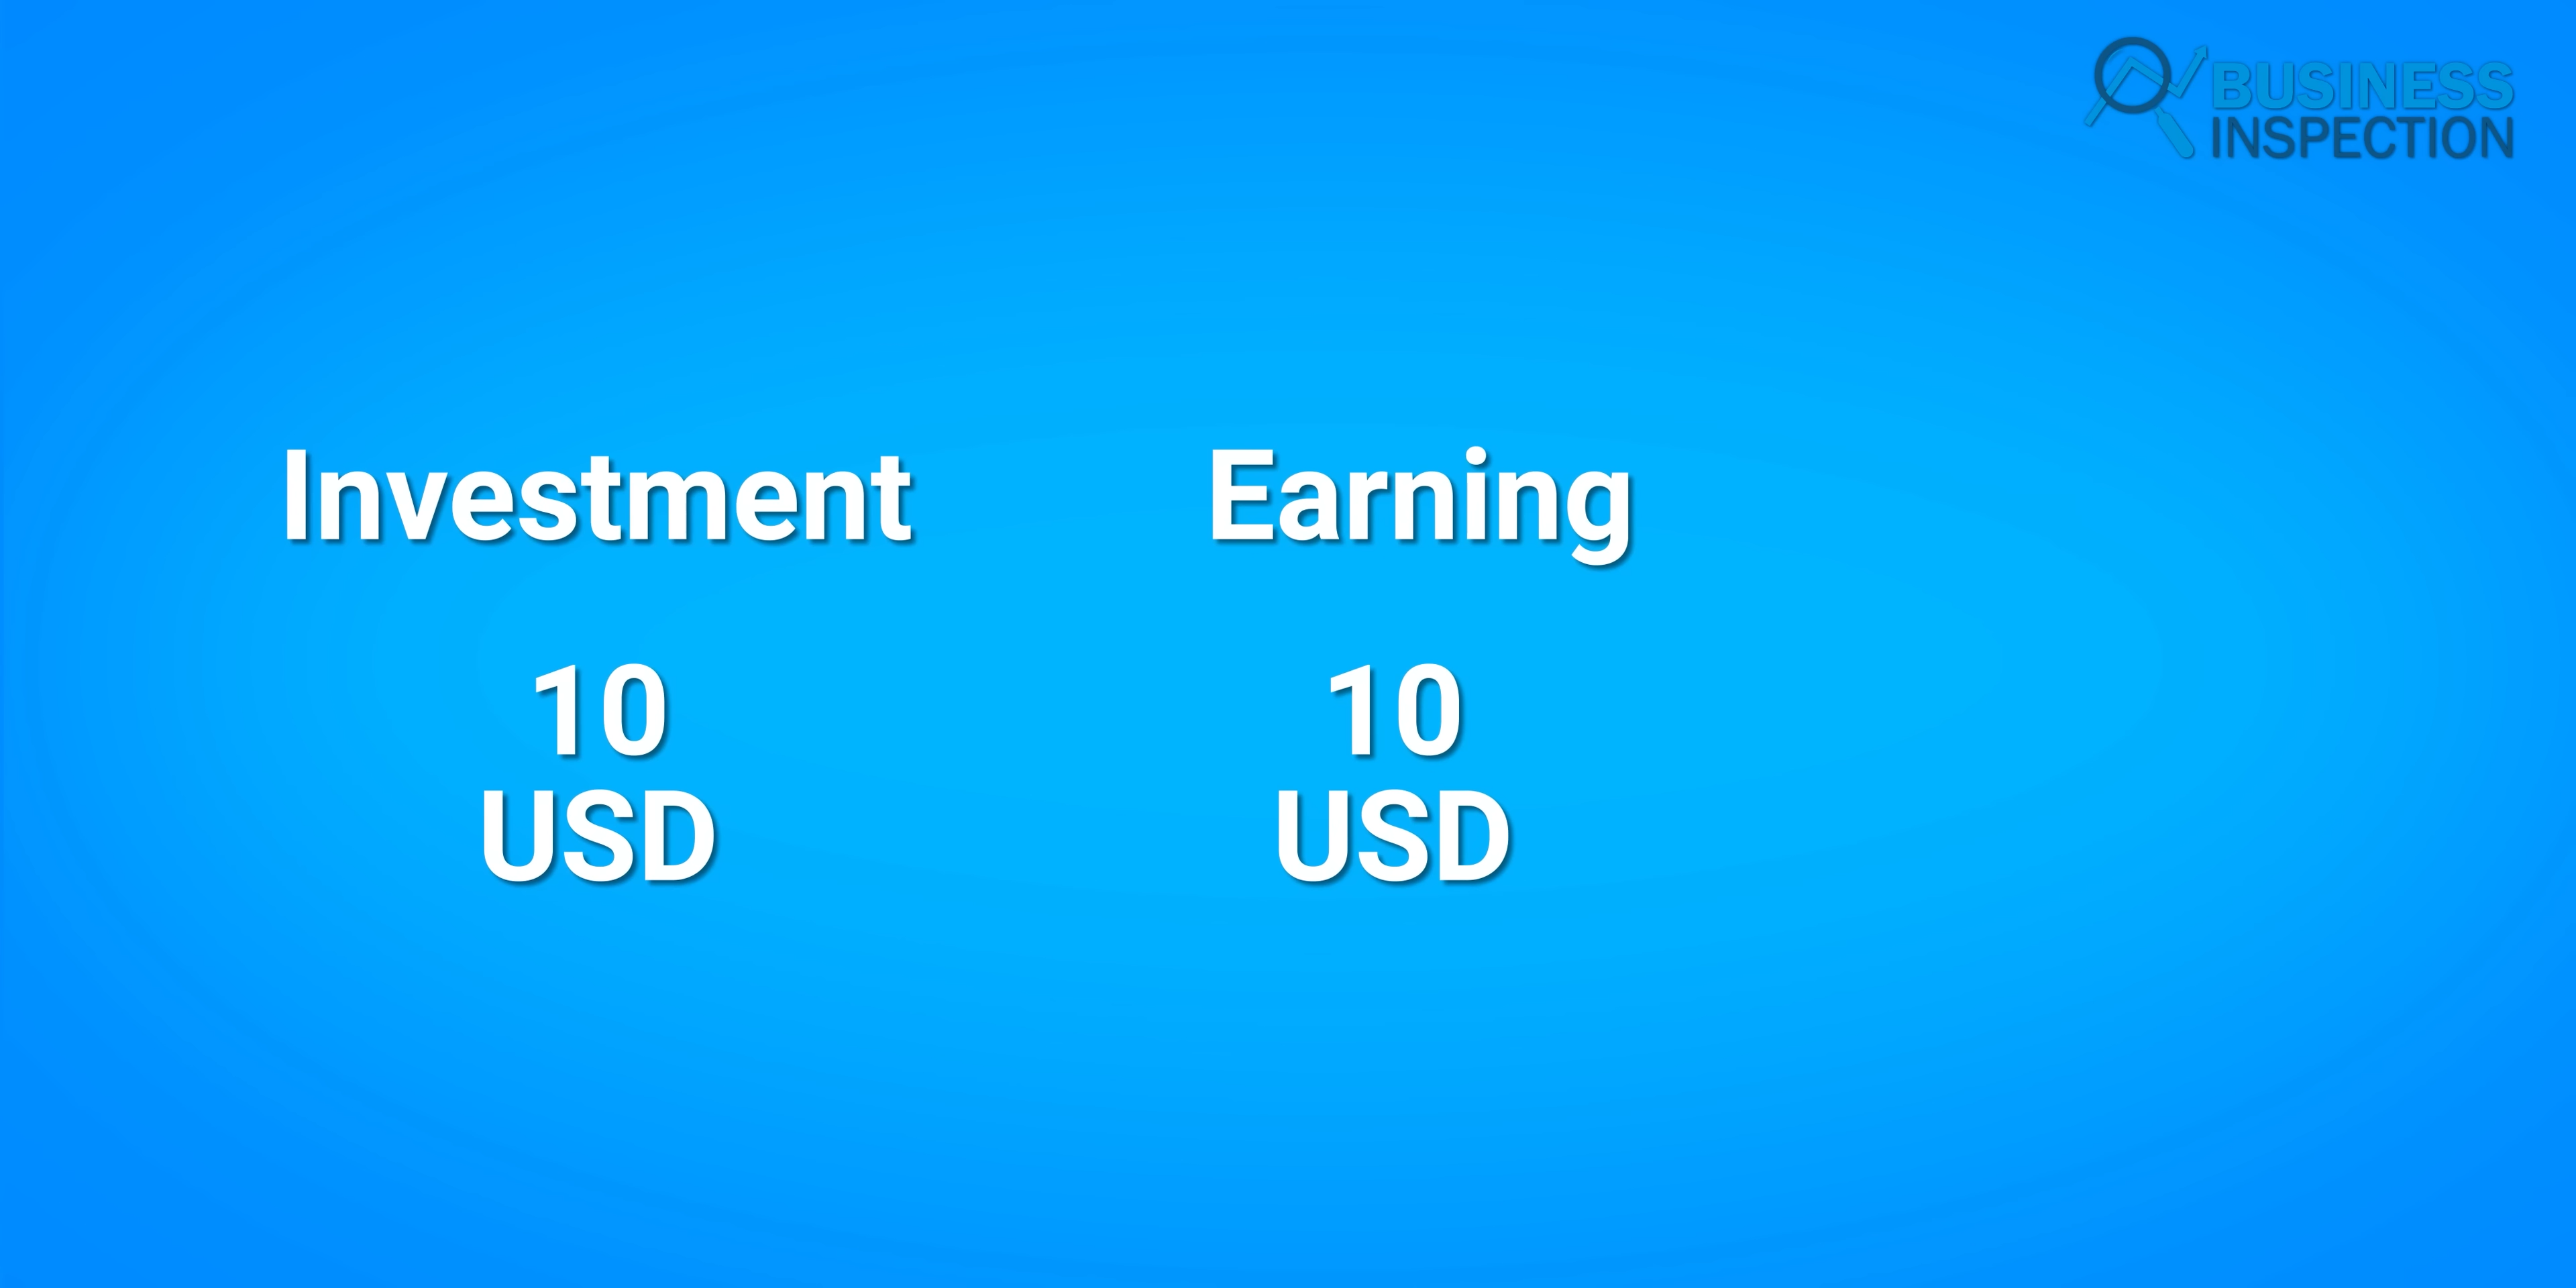 BUSINESS
INSPECTION
Investment
Earning
10
USD
10
USD